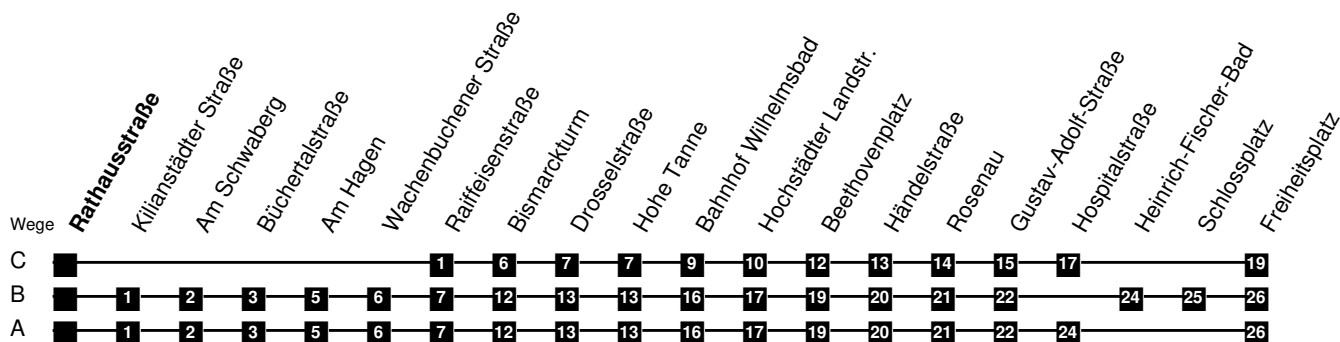 Wege
Rathausstraße
Kilianstädter Straße
Am Schwaberg
Büchertalstraße
Am Hagen
Wachenbuchener Straße
Raiffeisenstraße
Bismarckturm
Drosselstraße
Hohe Tanne
Bahnhof Wilhelmsbad
Hochstädter Landstr.
Beethovenplatz
Händelstraße
Rosenau
Gustav-Adolf-Straße
Hospitalstraße
Heinrich-Fischer-Bad
Schlossplatz
Freiheitsplatz
C 1 6 7 7 9 10 12 13 14 15 17 19
B 1 2 3 5 6 7 12 13 13 16 17 19 20 21 22 24 25 26
A 1 2 3 5 6 7 12 13 13 16 17 19 20 21 22 24 26